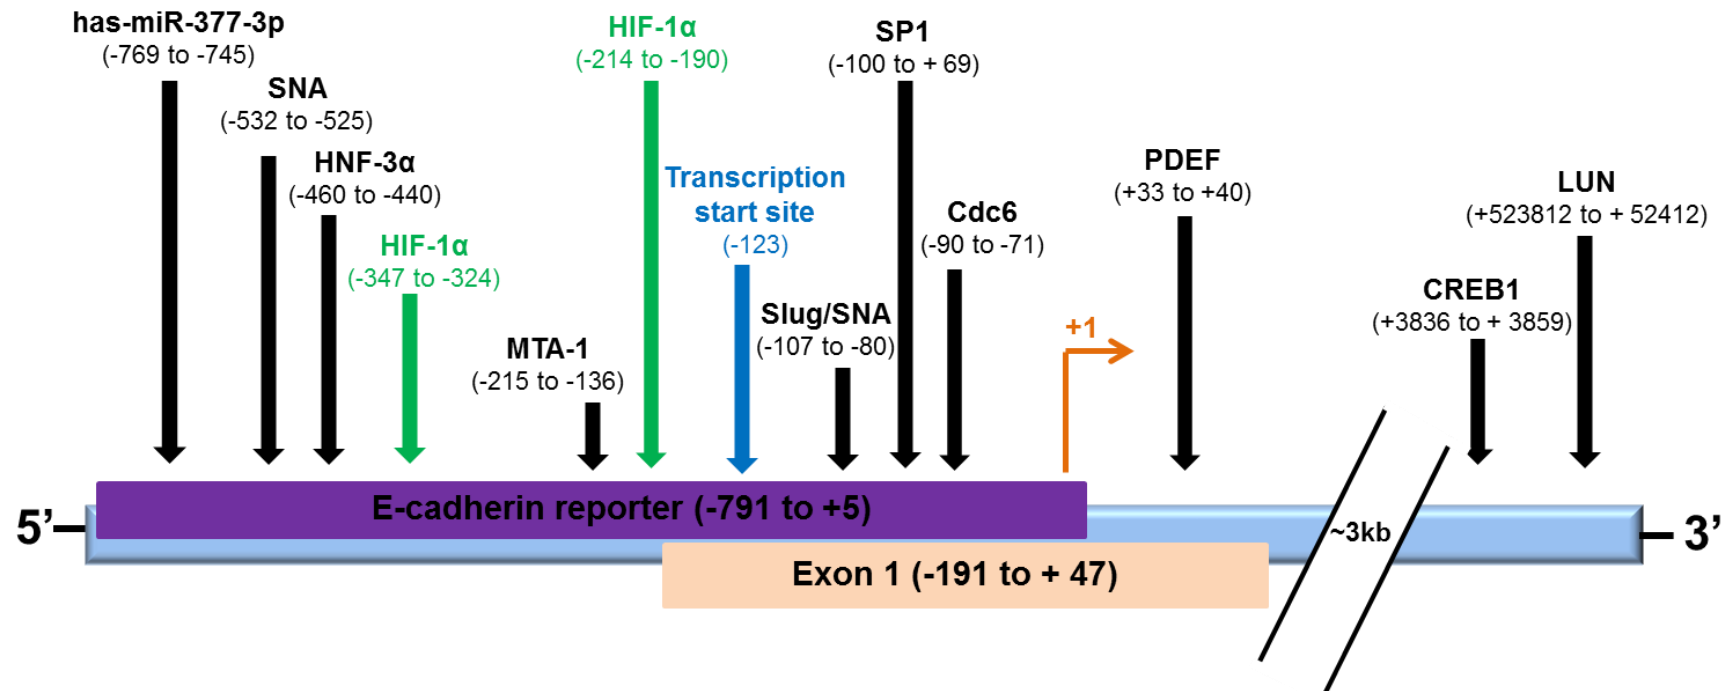 has-miR-377-3p
(-769 to -745)
SNA
(-532 to -525)
HNF-3α
(-460 to -440)
HIF-1α
(-347 to -324)
MTA-1
(-215 to -136)
HIF-1α
(-214 to -190)
Transcription
start site
(-123)
Slug/SNA
(-107 to -80)
SP1
(-100 to + 69)
Cdc6
(-90 to -71)
+1
PDEF
(+33 to +40)
CREB1
(+3836 to + 3859)
LUN
(+523812 to + 52412)
5’
E-cadherin reporter (-791 to +5)
~3kb
3’
Exon 1 (-191 to + 47)